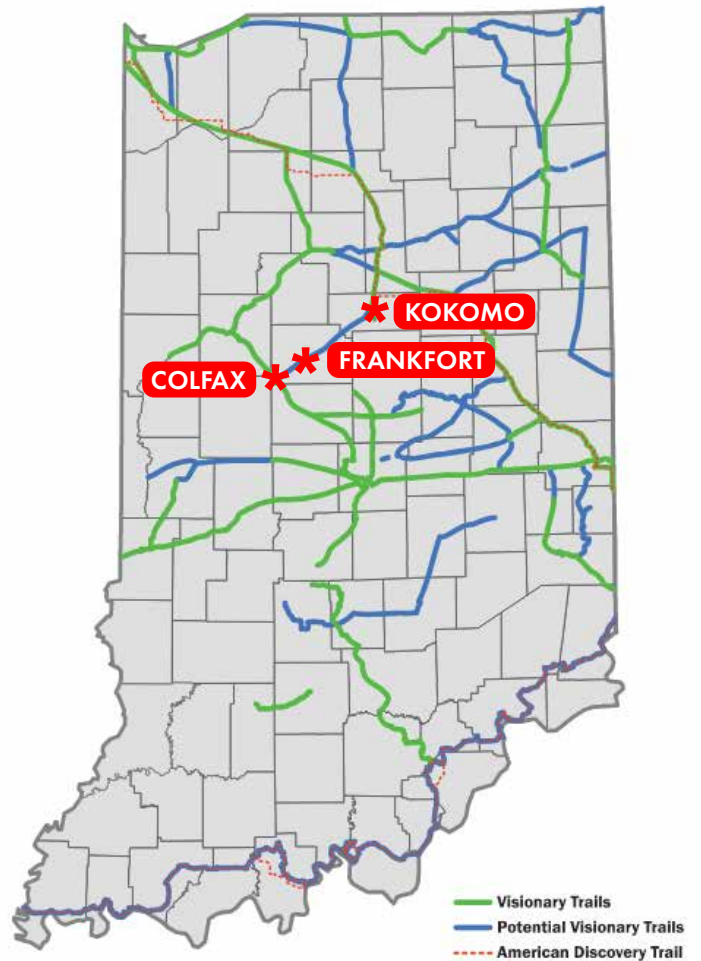 KOKOMO
FRANKFORT
COLFAX
Visionary Trails
Potential Visionary Trails
American Discovery Trail